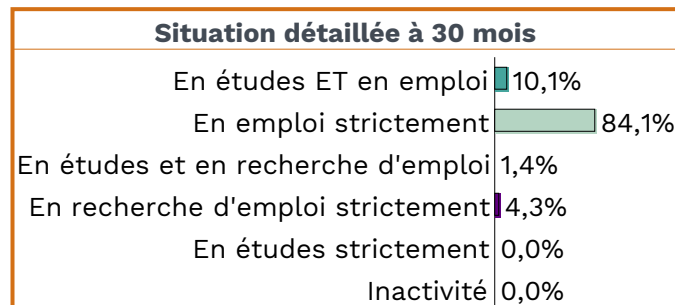 Situation détaillée à 30 mois
En études ET en emploi 10,1%
En emploi strictement 84,1%
En études et en recherche d'emploi 1,4%
En recherche d'emploi strictement 4,3%
En études strictement 0,0%
Inactivité 0,0%